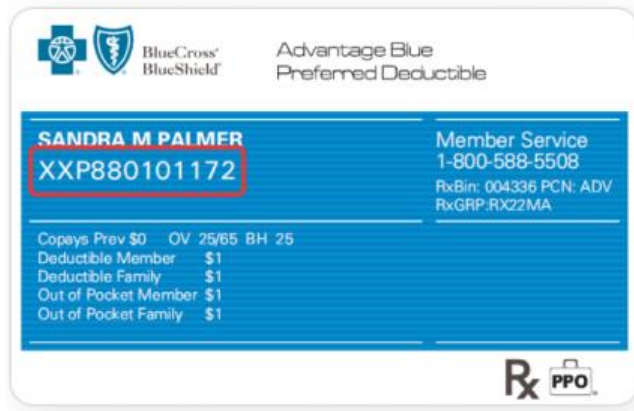 BlueCross®
BlueShield®
Advantage Blue
Preferred Deductible
SANDRA M PALMER
XXP880101172
Member Service
1-800-588-5508
RxBin: 004336 PCN: ADV
RxGRP:RX22MA
Copays Prev $0 OV 25/65 BH 25
Deductible Member $1
Deductible Family $1
Out of Pocket Member $1
Out of Pocket Family $1
Rx PPO